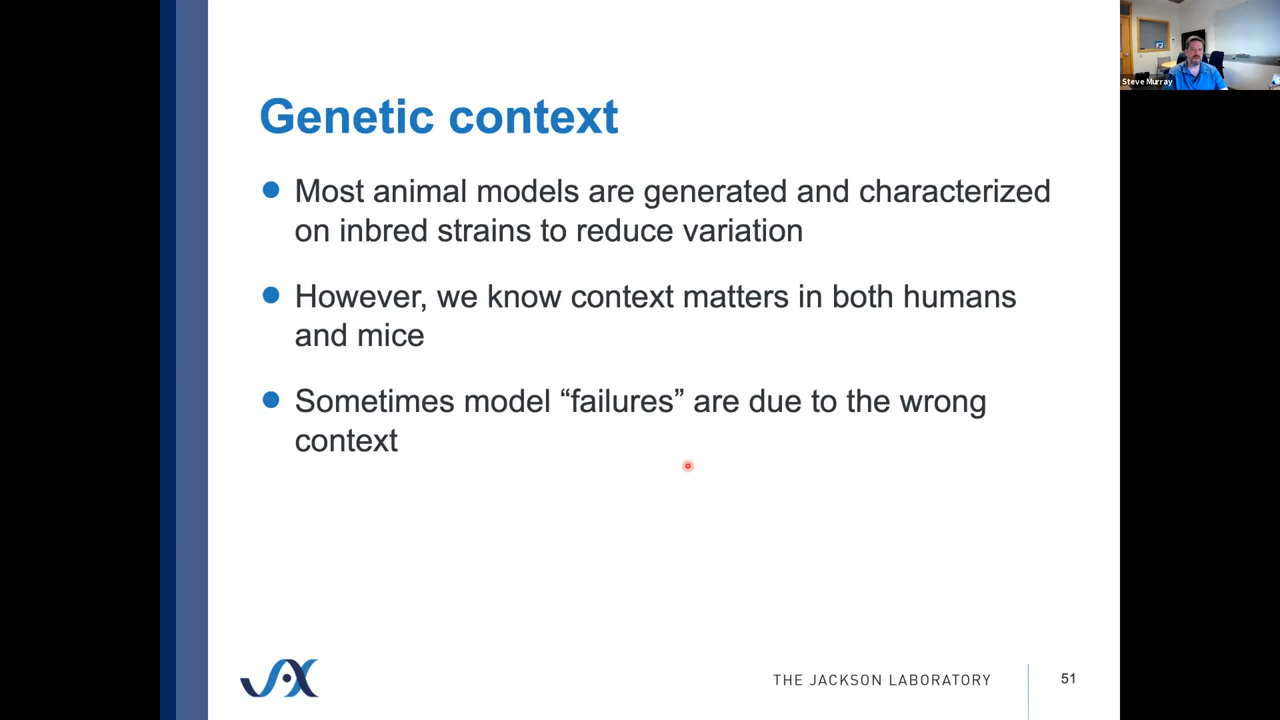 Steve Murray
Genetic context
Most animal models are generated and characterized
on inbred strains to reduce variation
However, we know context matters in both humans
and mice
Sometimes model “failures” are due to the wrong
context
JAX
THE JACKSON LABORATORY
51